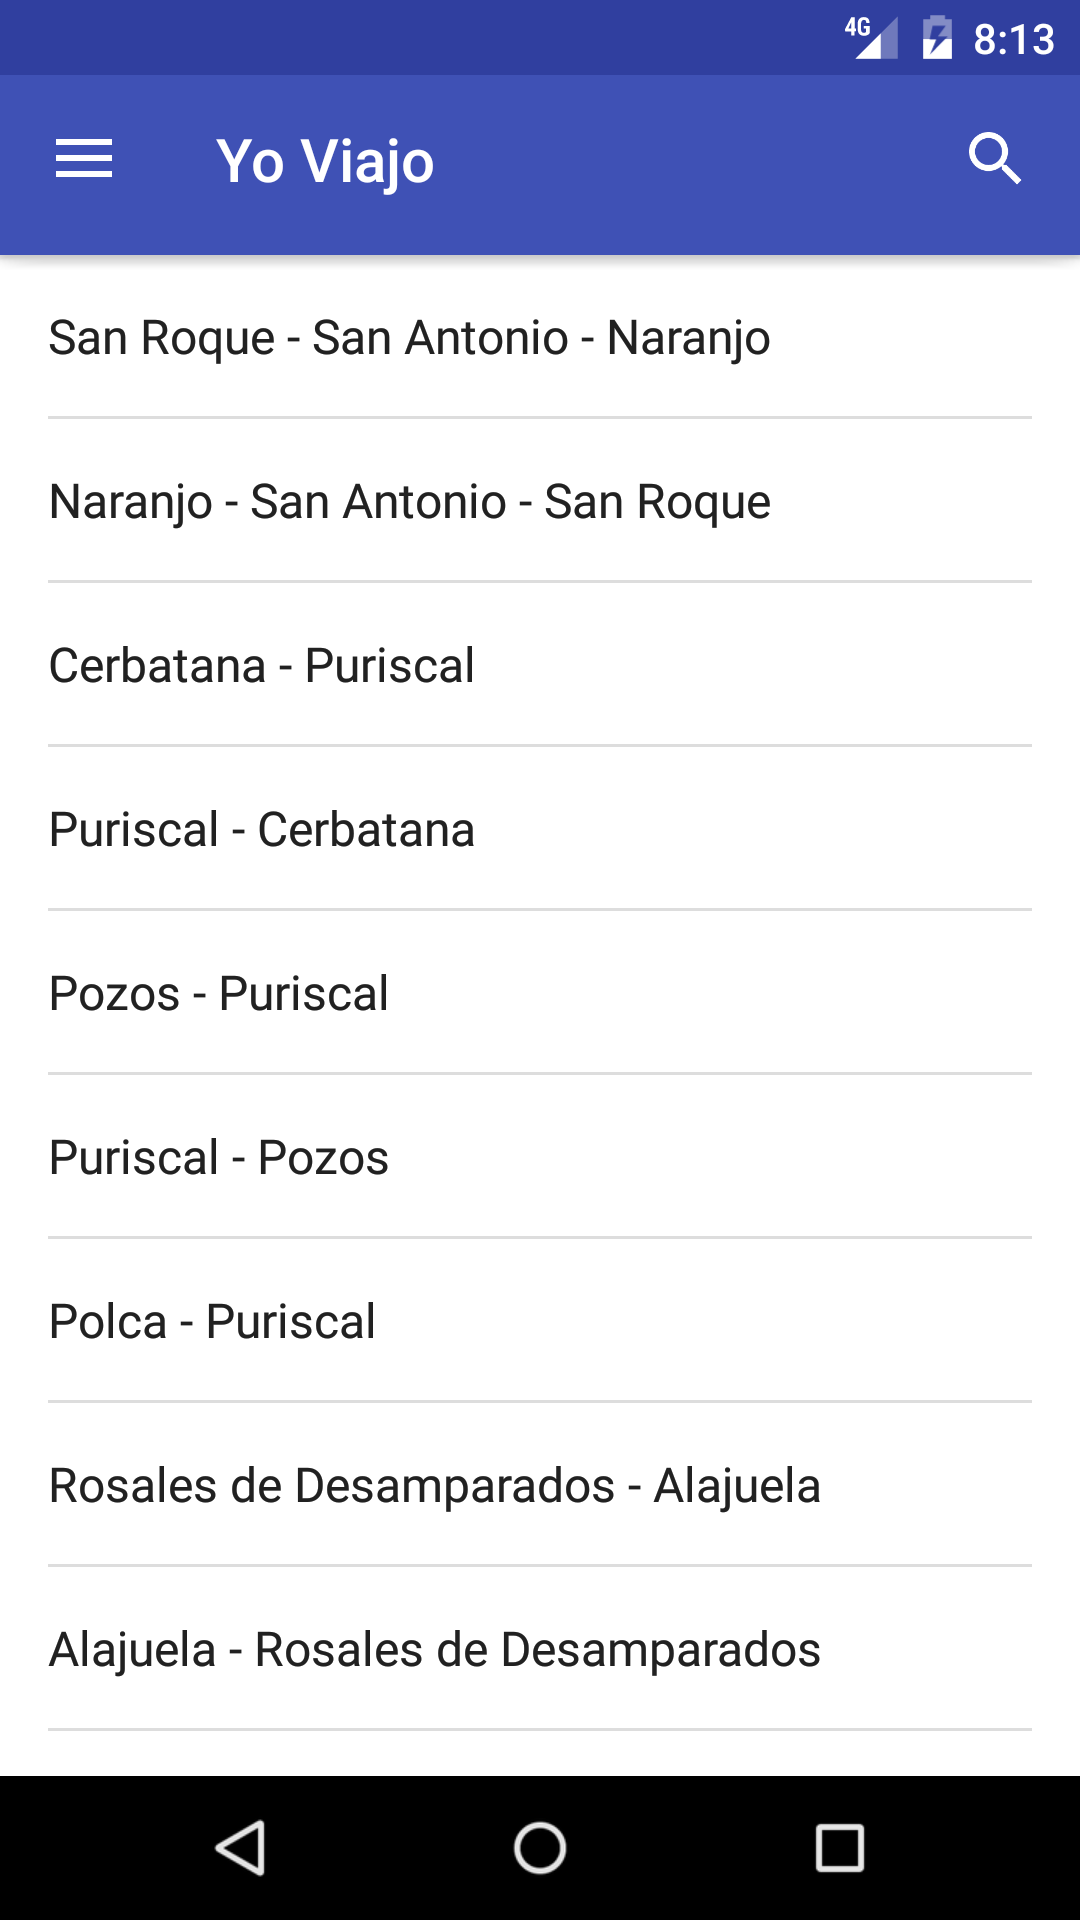 4G 8:13
Yo Viajo
San Roque - San Antonio - Naranjo
Naranjo - San Antonio - San Roque
Cerbatana - Puriscal
Puriscal - Cerbatana
Pozos - Puriscal
Puriscal - Pozos
Polca - Puriscal
Rosales de Desamparados - Alajuela
Alajuela - Rosales de Desamparados